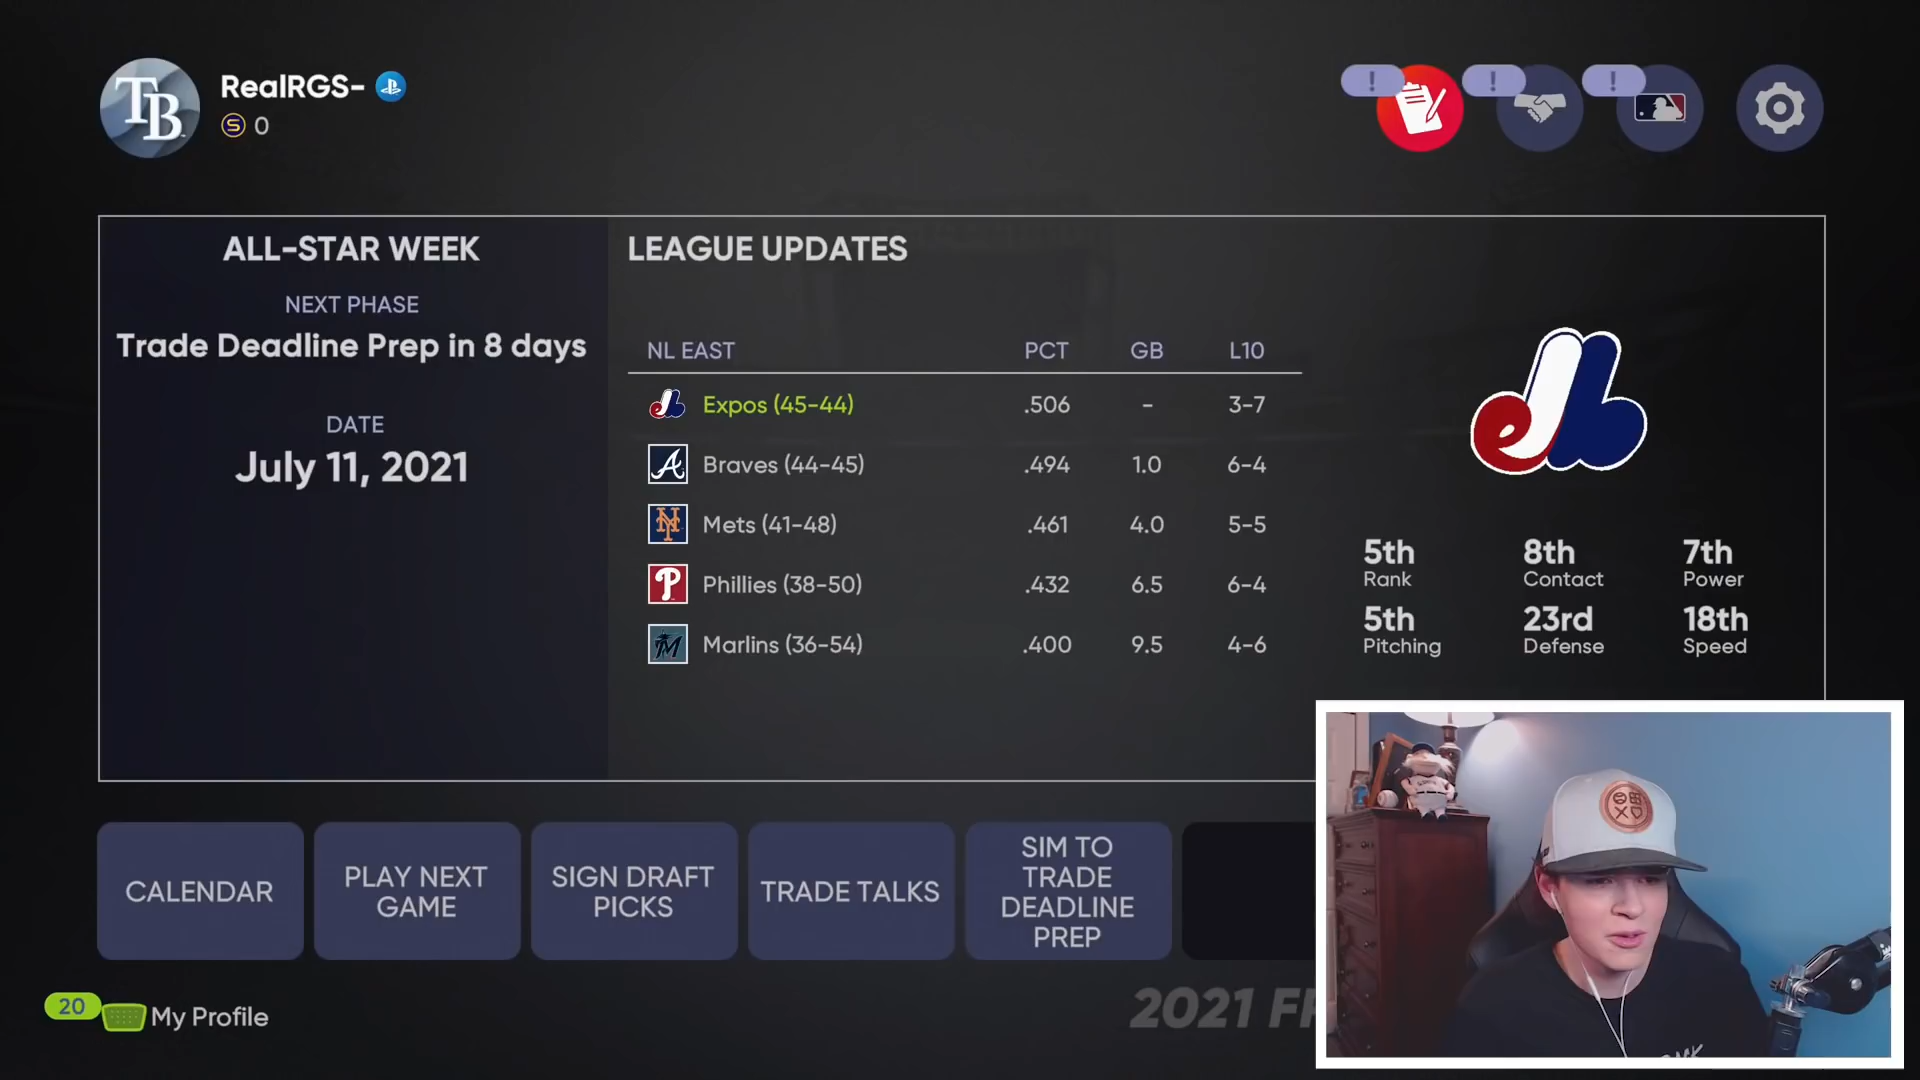 RealRGS-
0
! ! !
ALL-STAR WEEK
NEXT PHASE
Trade Deadline Prep in 8 days
DATE
July 11, 2021
LEAGUE UPDATES
NL EAST PCT GB L10
Expos (45-44) .506 - 3-7
Braves (44-45) .494 1.0 6-4
Mets (41-48) .461 4.0 5-5
Phillies (38-50) .432 6.5 6-4
Marlins (36-54) .400 9.5 4-6
5th 8th 7th
Rank Contact Power
5th 23rd 18th
Pitching Defense Speed
CALENDAR
PLAY NEXT
GAME
SIGN DRAFT
PICKS
TRADE TALKS
SIM TO
TRADE
DEADLINE
PREP
20 My Profile
2021